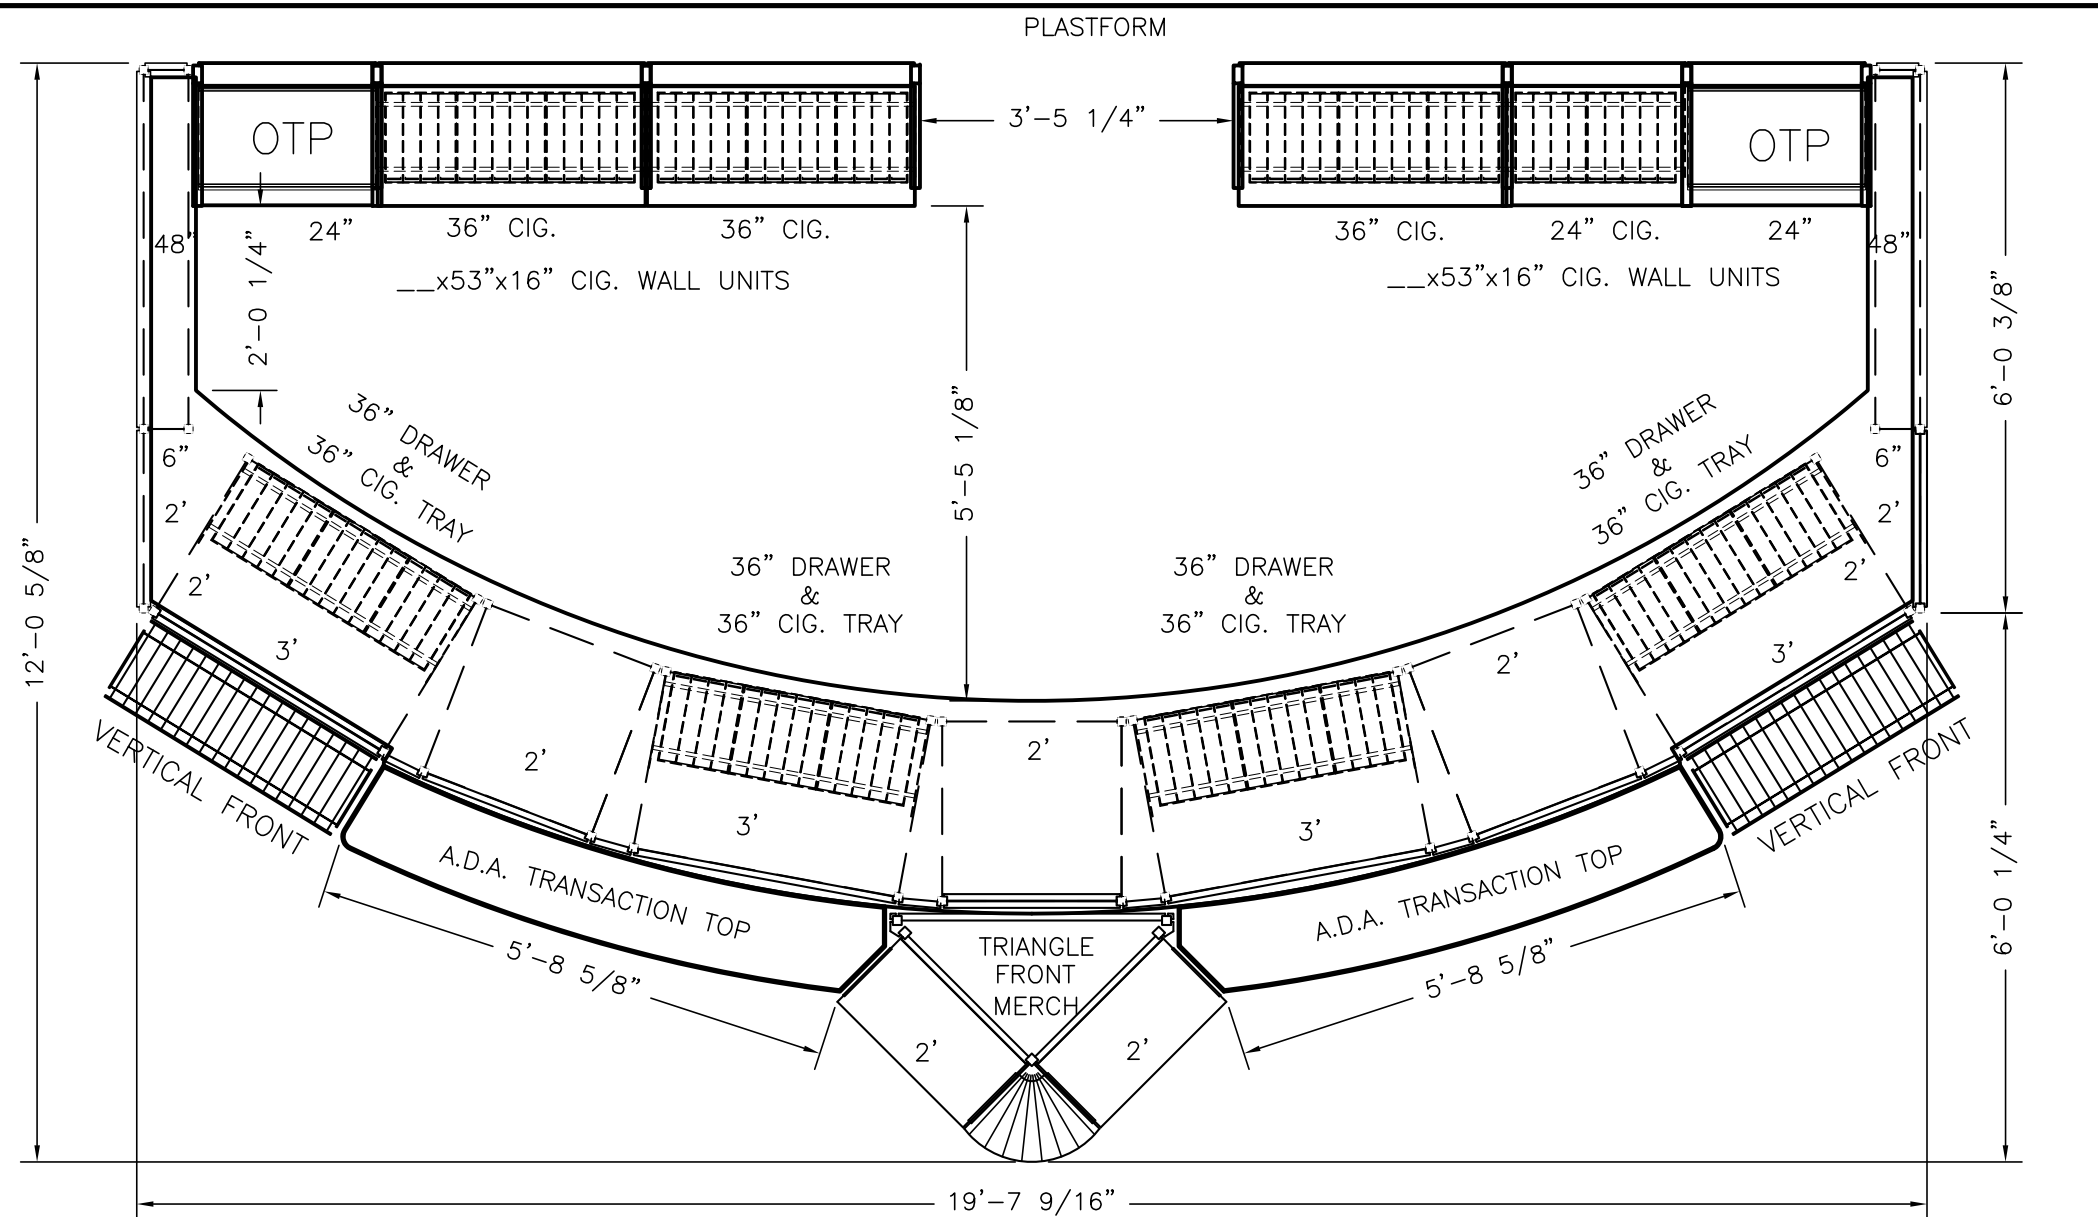 PLASTFORM
OTP
3'-5 1/4"
OTP
48"
24"
36" CIG.
36" CIG.
36" CIG.
24" CIG.
24"
48"
__x53"x16" CIG. WALL UNITS
__x53"x16" CIG. WALL UNITS
2'-0 1/4"
6'-0 3/8"
5'-5 1/8"
12'-0 5/8"
36" DRAWER
&
36" CIG. TRAY
36" DRAWER
&
36" CIG. TRAY
6"
2'
2'
3'
6"
2'
2'
3'
36" DRAWER
&
36" CIG. TRAY
36" DRAWER
&
36" CIG. TRAY
2'
2'
2'
3'
3'
VERTICAL FRONT
VERTICAL FRONT
A.D.A. TRANSACTION TOP
A.D.A. TRANSACTION TOP
6'-0 1/4"
5'-8 5/8"
5'-8 5/8"
TRIANGLE
FRONT
MERCH
2'
2'
19'-7 9/16"